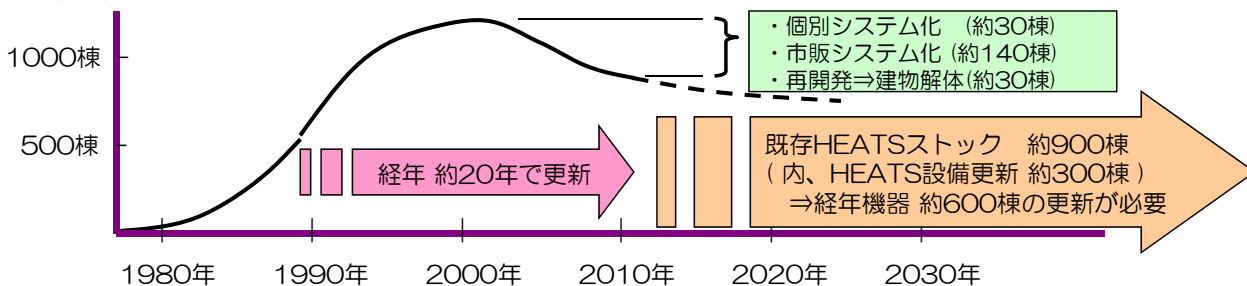 ・個別システム化　(約30棟)
・市販システム化 (約140棟)
・再開発⇒建物解体(約30棟)
1000棟
500棟
経年 約20年で更新
既存HEATSストック　約900棟
( 内、HEATS設備更新 約300棟 )
⇒経年機器 約600棟の更新が必要
1980年
1990年
2000年
2010年
2020年
2030年